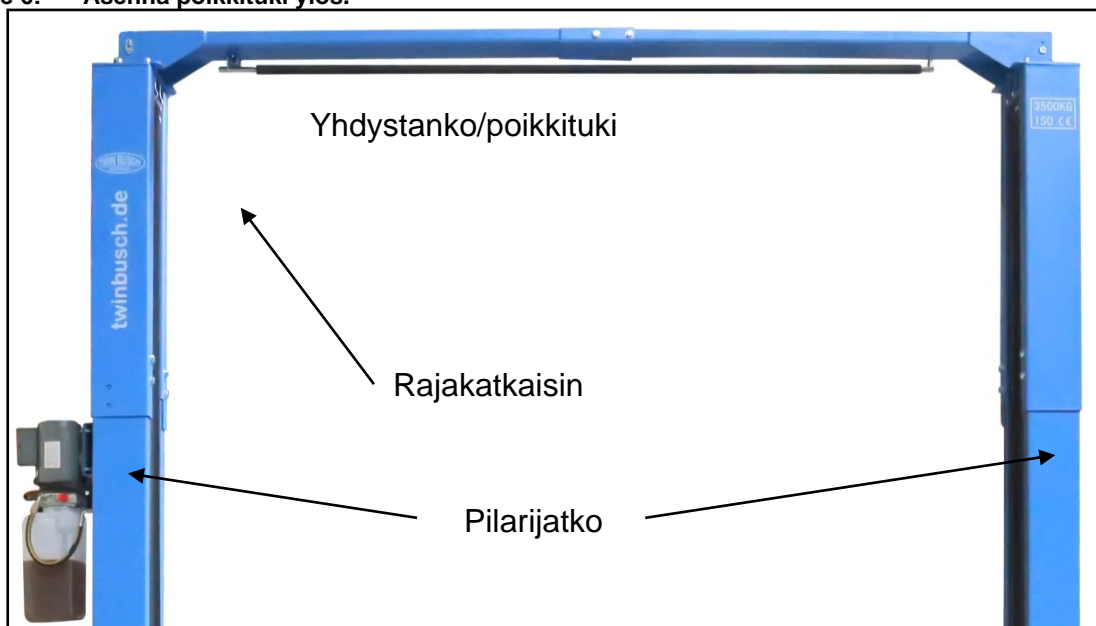 Asenna poikkituki ylös.
Yhdystanko/poikkituki
3500KG
ISO CE
TWIN BUSCH
twinbusch.de
Rajakatkaisin
Pilarijatko